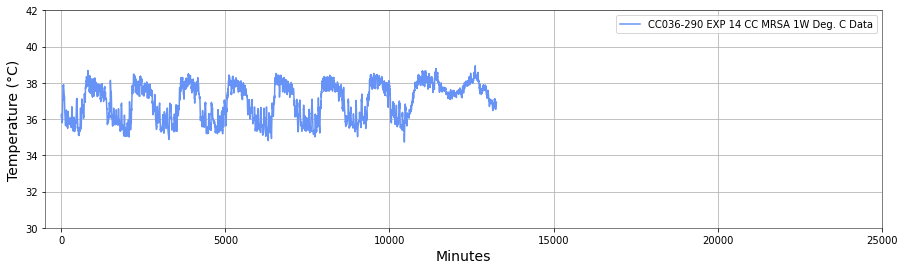 CC036-290 EXP 14 CC MRSA 1W Deg. C Data
Temperature (°C)
42
40
38
36
34
32
30
0 5000 10000 15000 20000 25000
Minutes